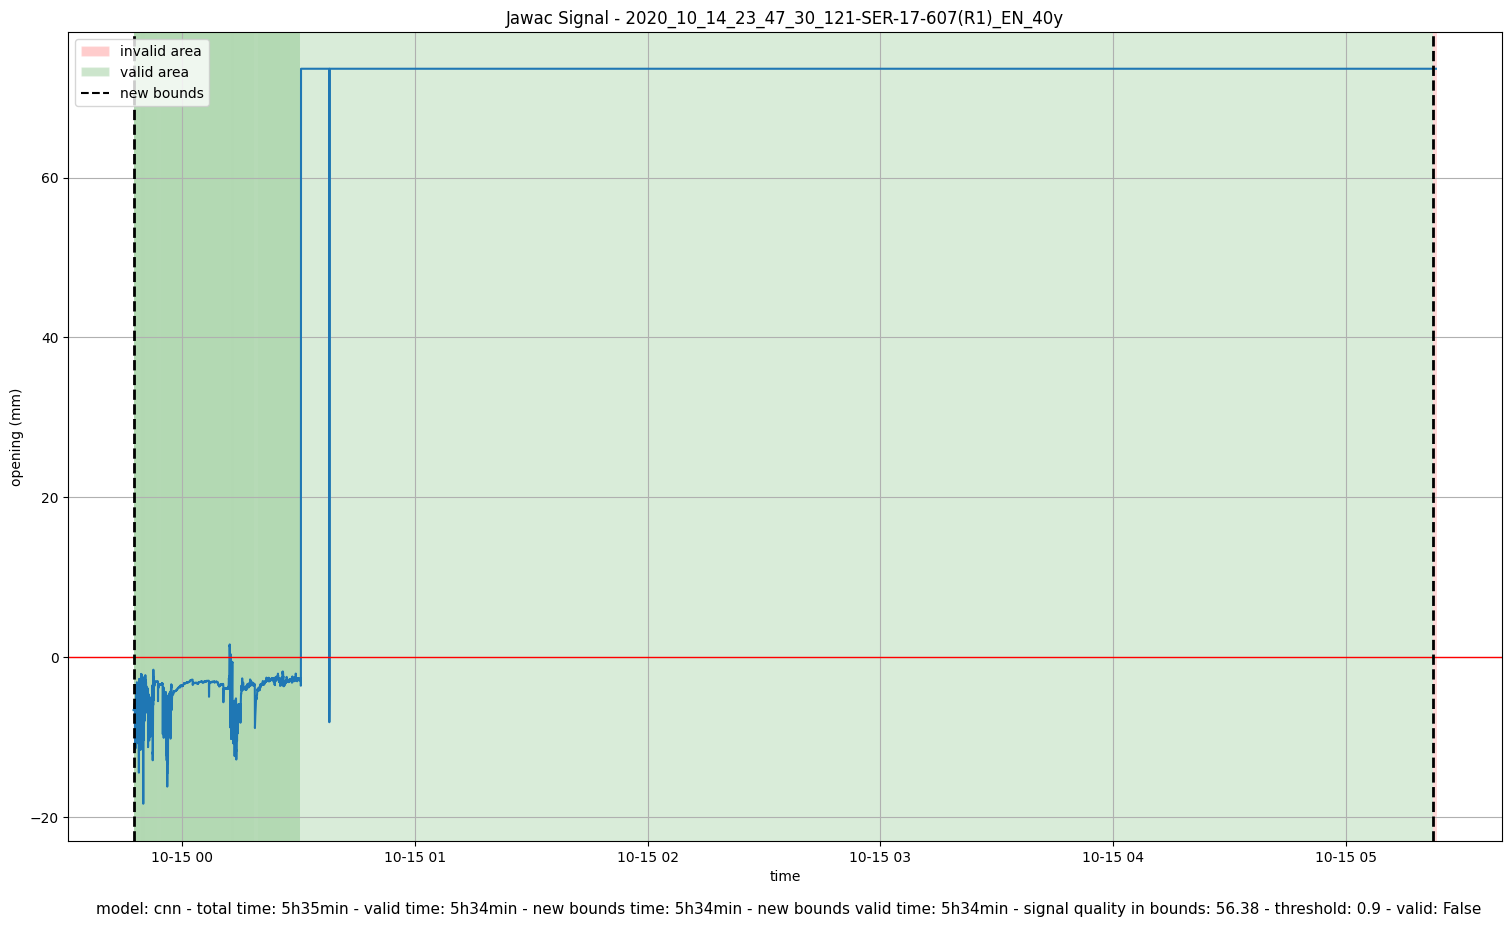 Jawac Signal - 2020_10_14_23_47_30_121-SER-17-607(R1)_EN_40y
invalid area
valid area
new bounds
opening (mm)
60
40
20
0
−20
10-15 00
10-15 01
10-15 02
10-15 03
10-15 04
10-15 05
time
model: cnn - total time: 5h35min - valid time: 5h34min - new bounds time: 5h34min - new bounds valid time: 5h34min - signal quality in bounds: 56.38 - threshold: 0.9 - valid: False